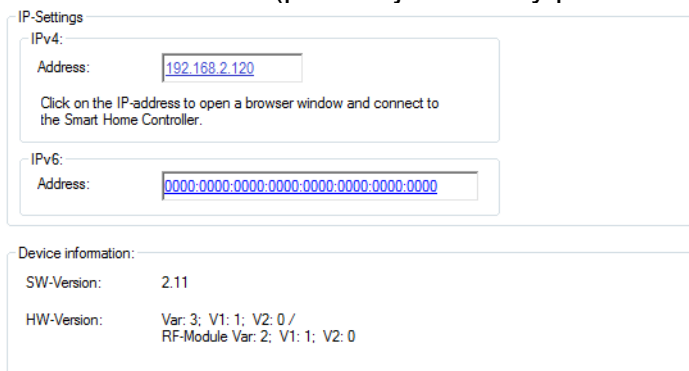 IP-Settings
IPv4:
Address: 192.168.2.120
Click on the IP-address to open a browser window and connect to
the Smart Home Controller.
IPv6:
Address: 0000:0000:0000:0000:0000:0000:0000:0000
Device information:
SW-Version: 2.11
HW-Version: Var: 3; V1: 1; V2: 0 /
RF-Module Var: 2; V1: 1; V2: 0